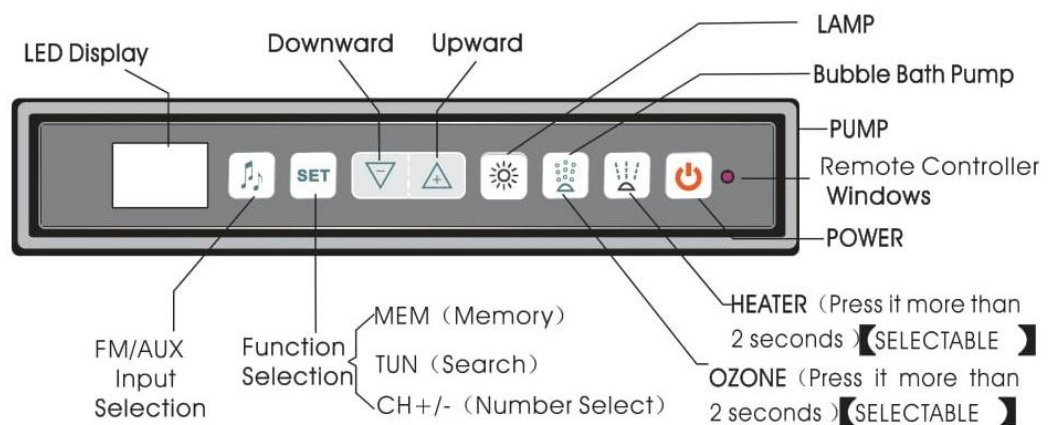 LAMP
LED Display
Downward
Upward
Bubble Bath Pump
PUMP
Remote Controller
Windows
POWER
SET
−
+
HEATER（Press it more than
2 seconds ）【SELECTABLE 】
OZONE（Press it more than
2 seconds ）【SELECTABLE 】
FM/AUX
Input
Selection
Function
Selection
MEM（Memory）
TUN（Search）
CH+/-（Number Select）